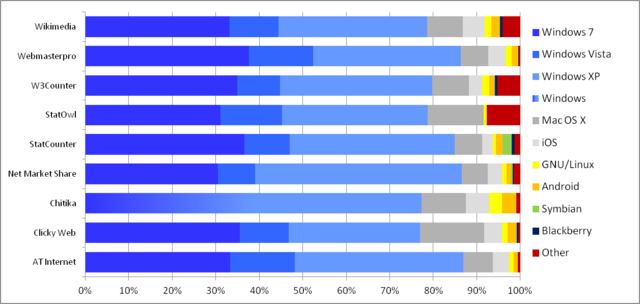 Wikimedia
Webmasterpro
W3Counter
StatOwl
StatCounter
Net Market Share
Chitika
Clicky Web
AT Internet
0% 10% 20% 30% 40% 50% 60% 70% 80% 90% 100%
Windows 7
Windows Vista
Windows XP
Windows
Mac OS X
iOS
GNU/Linux
Android
Symbian
Blackberry
Other